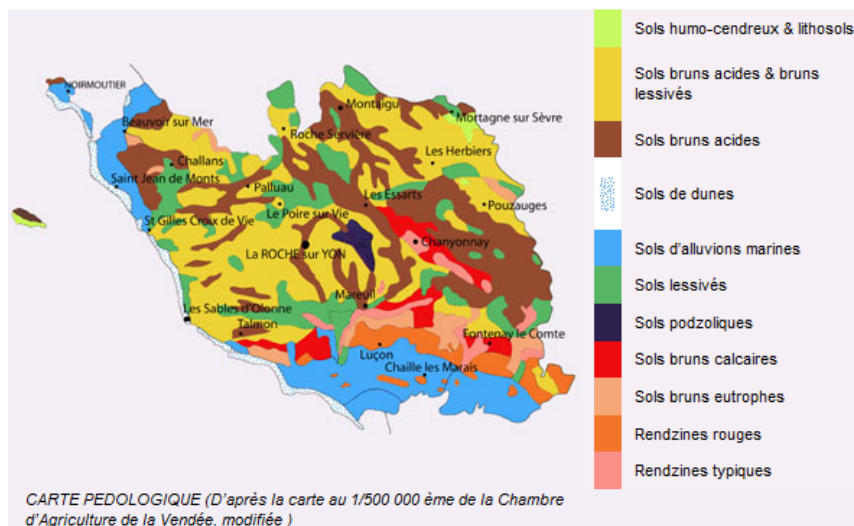 NOIRMOUTIER
Beauvoir sur Mer
Montaigu
Mortagne sur Sèvre
Roche Servière
Challans
Les Herbiers
Saint Jean de Monts
Palluau
Les Essarts
Pouzauges
Le Poire sur Vie
St Gilles Croix de Vie
Chanyonnay
LA ROCHE sur YON
Mareuil
Les Sables d'Olonne
Talmon
Fontenay le Comte
Luçon
Chaille les Marais
Sols humo-cendreux & lithosols
Sols bruns acides & bruns
lessivés
Sols bruns acides
Sols de dunes
Sols d'alluvions marines
Sols lessivés
Sols podzoliques
Sols bruns calcaires
Sols bruns eutrophes
Rendzines rouges
Rendzines typiques
CARTE PEDOLOGIQUE (D'après la carte au 1/500 000 ème de la Chambre
d'Agriculture de la Vendée, modifiée )